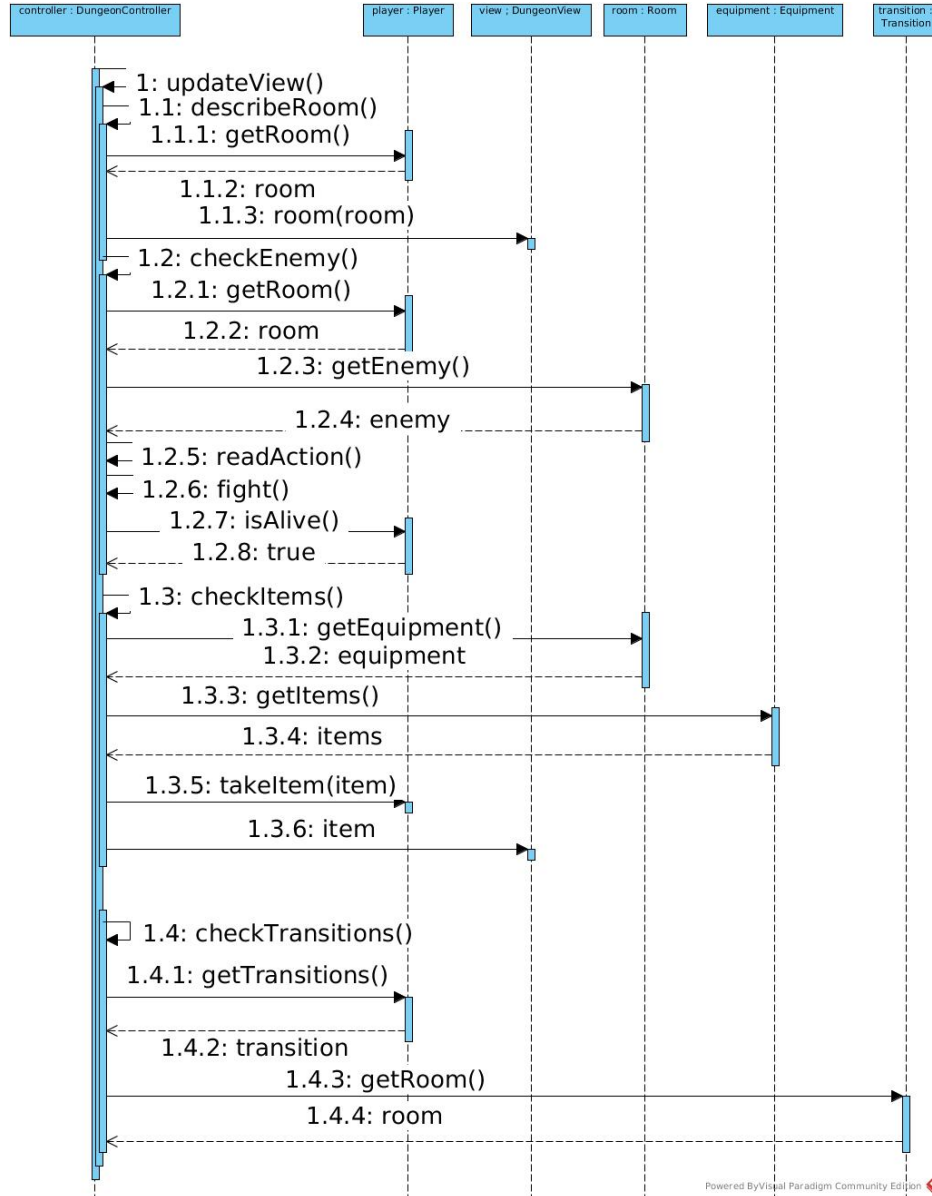 controller : DungeonController
player : Player
view ; DungeonView
room : Room
equipment : Equipment
transition :
Transition
1: updateView()
1.1: describeRoom()
1.1.1: getRoom()
1.1.2: room
1.1.3: room(room)
1.2: checkEnemy()
1.2.1: getRoom()
1.2.2: room
1.2.3: getEnemy()
1.2.4: enemy
1.2.5: readAction()
1.2.6: fight()
1.2.7: isAlive()
1.2.8: true
1.3: checkItems()
1.3.1: getEquipment()
1.3.2: equipment
1.3.3: getItems()
1.3.4: items
1.3.5: takeItem(item)
1.3.6: item
1.4: checkTransitions()
1.4.1: getTransitions()
1.4.2: transition
1.4.3: getRoom()
1.4.4: room
Powered ByVisual Paradigm Community Edition